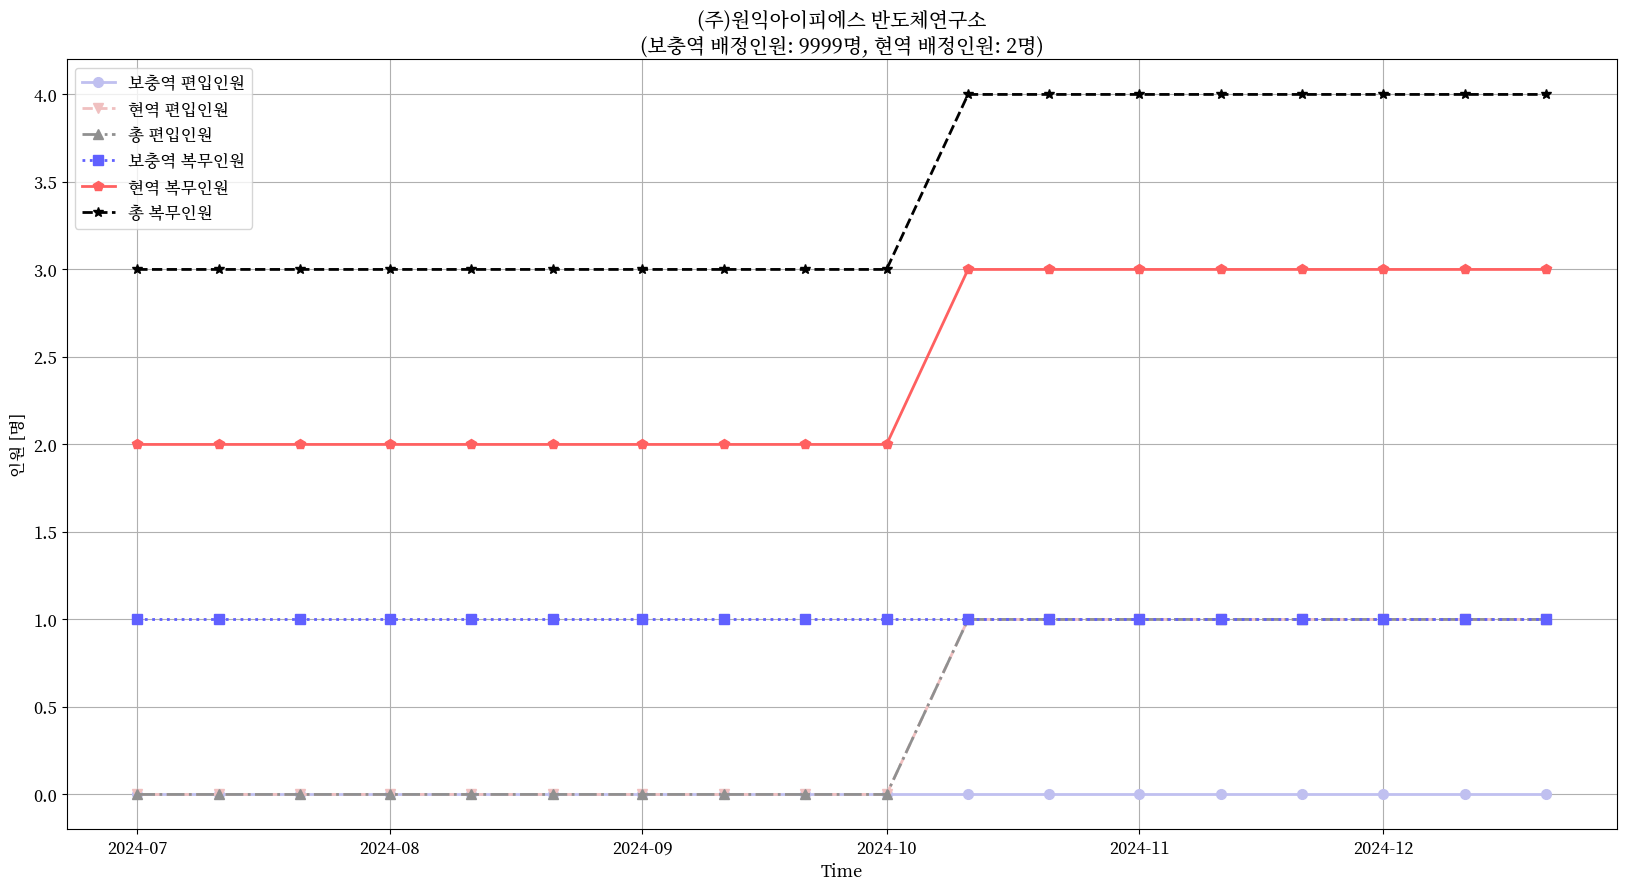 (주)원익아이피에스 반도체연구소
(보충역 배정인원: 9999명, 현역 배정인원: 2명)
보충역 편입인원
현역 편입인원
총 편입인원
보충역 복무인원
현역 복무인원
총 복무인원
4.0
3.5
3.0
2.5
2.0
1.5
1.0
0.5
0.0
인원 [명]
2024-07 2024-08 2024-09 2024-10 2024-11 2024-12
Time